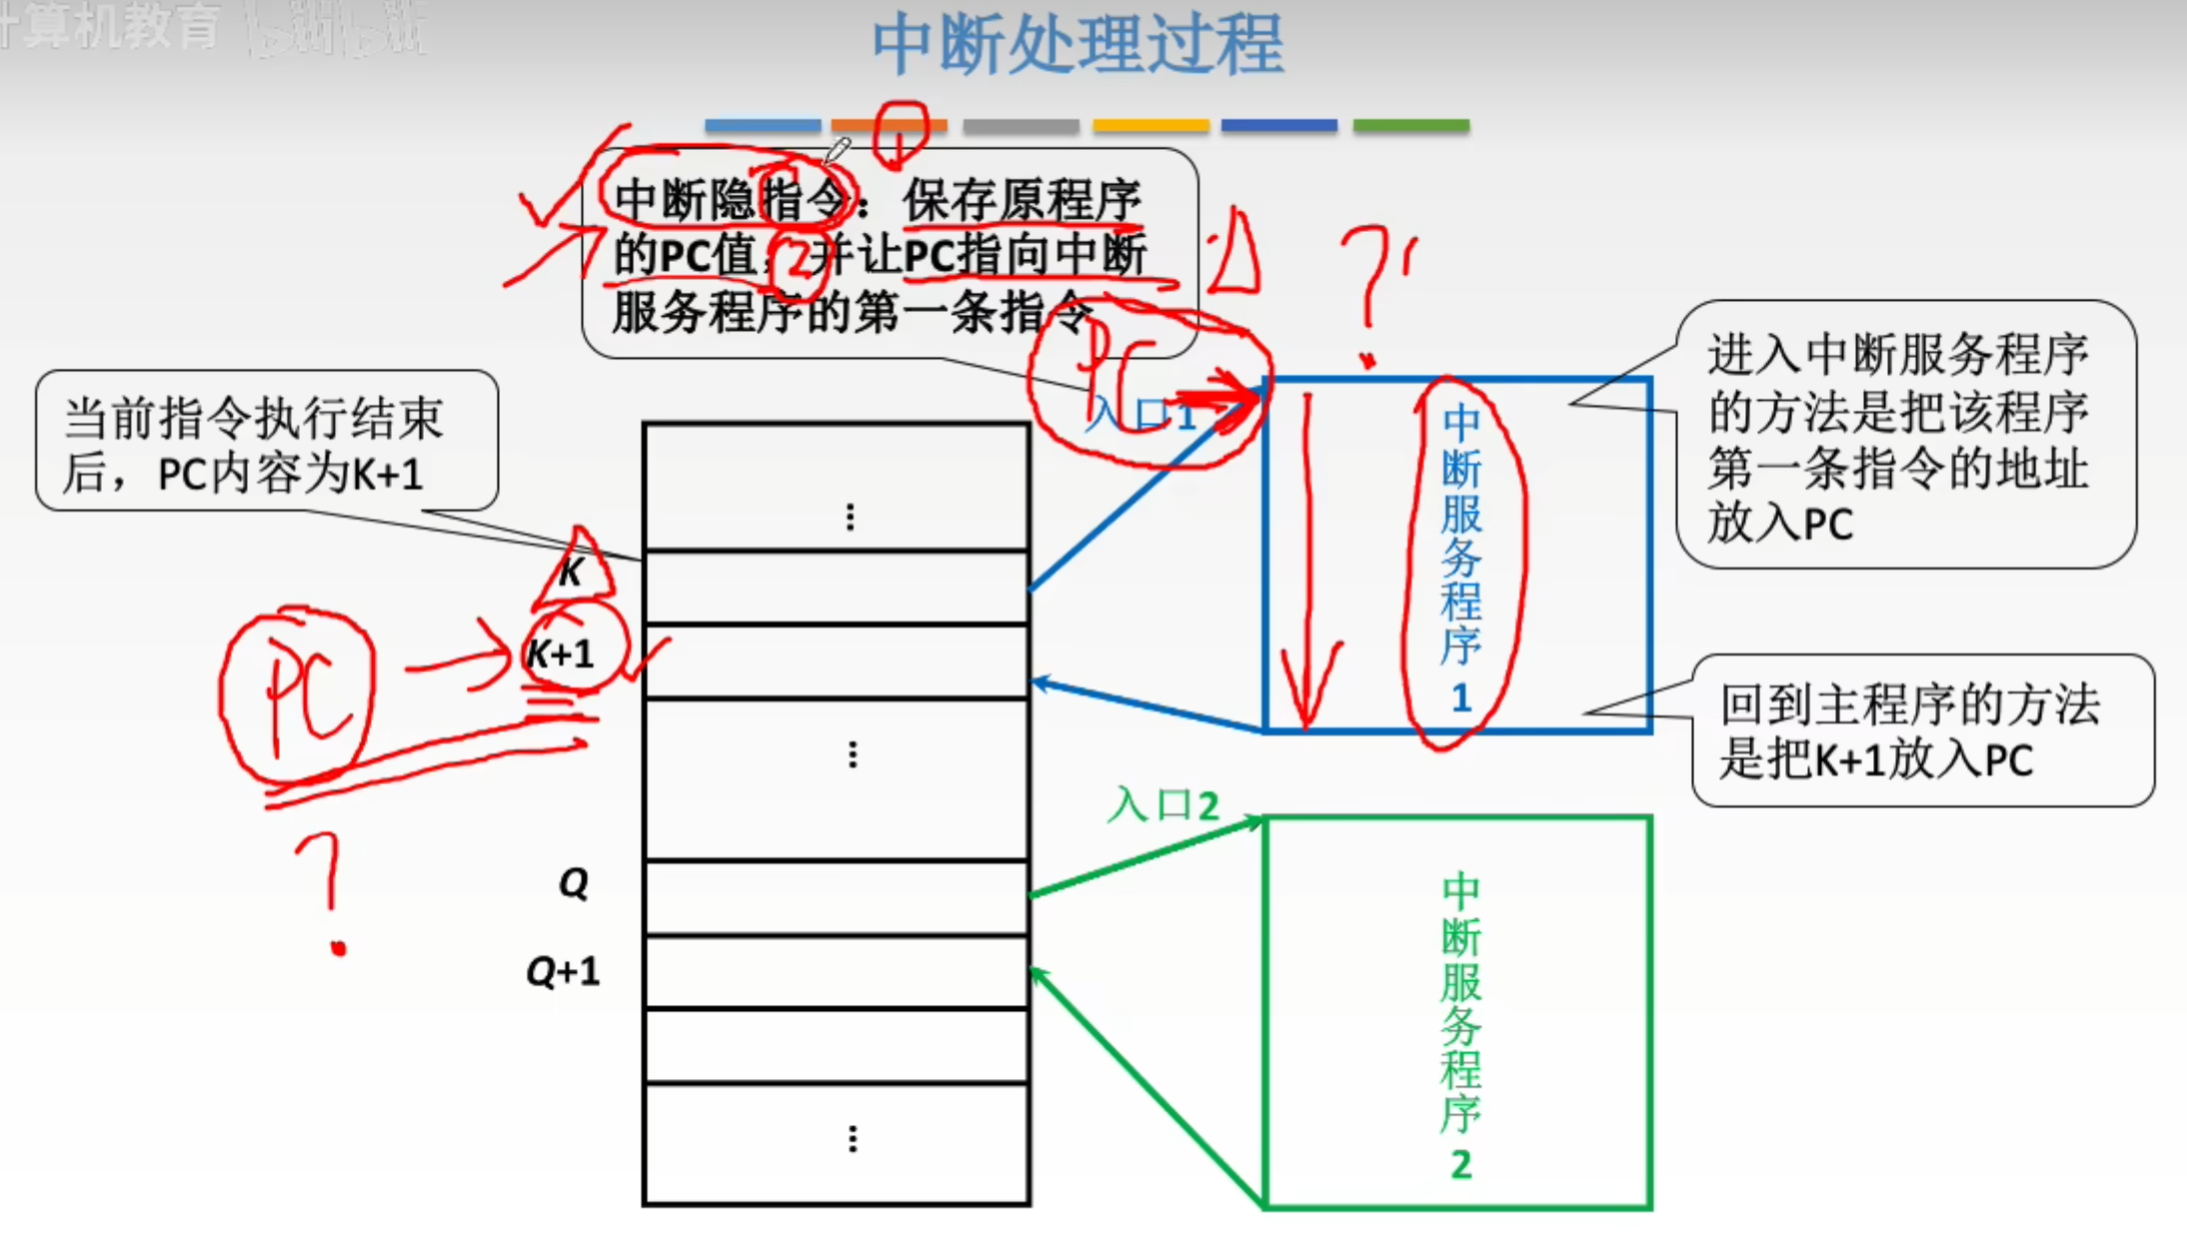 计算机教育
中断处理过程
中断隐指令：保存原程序
的PC值，并让PC指向中断
服务程序的第一条指令
1
2
?
PC
当前指令执行结束
后，PC内容为K+1
入口1
进入中断服务程序
的方法是把该程序
第一条指令的地址
放入PC
中断服务程序1
K
K+1
PC
?
回到主程序的方法
是把K+1放入PC
⋮
⋮
入口2
Q
Q+1
中断服务程序2
⋮